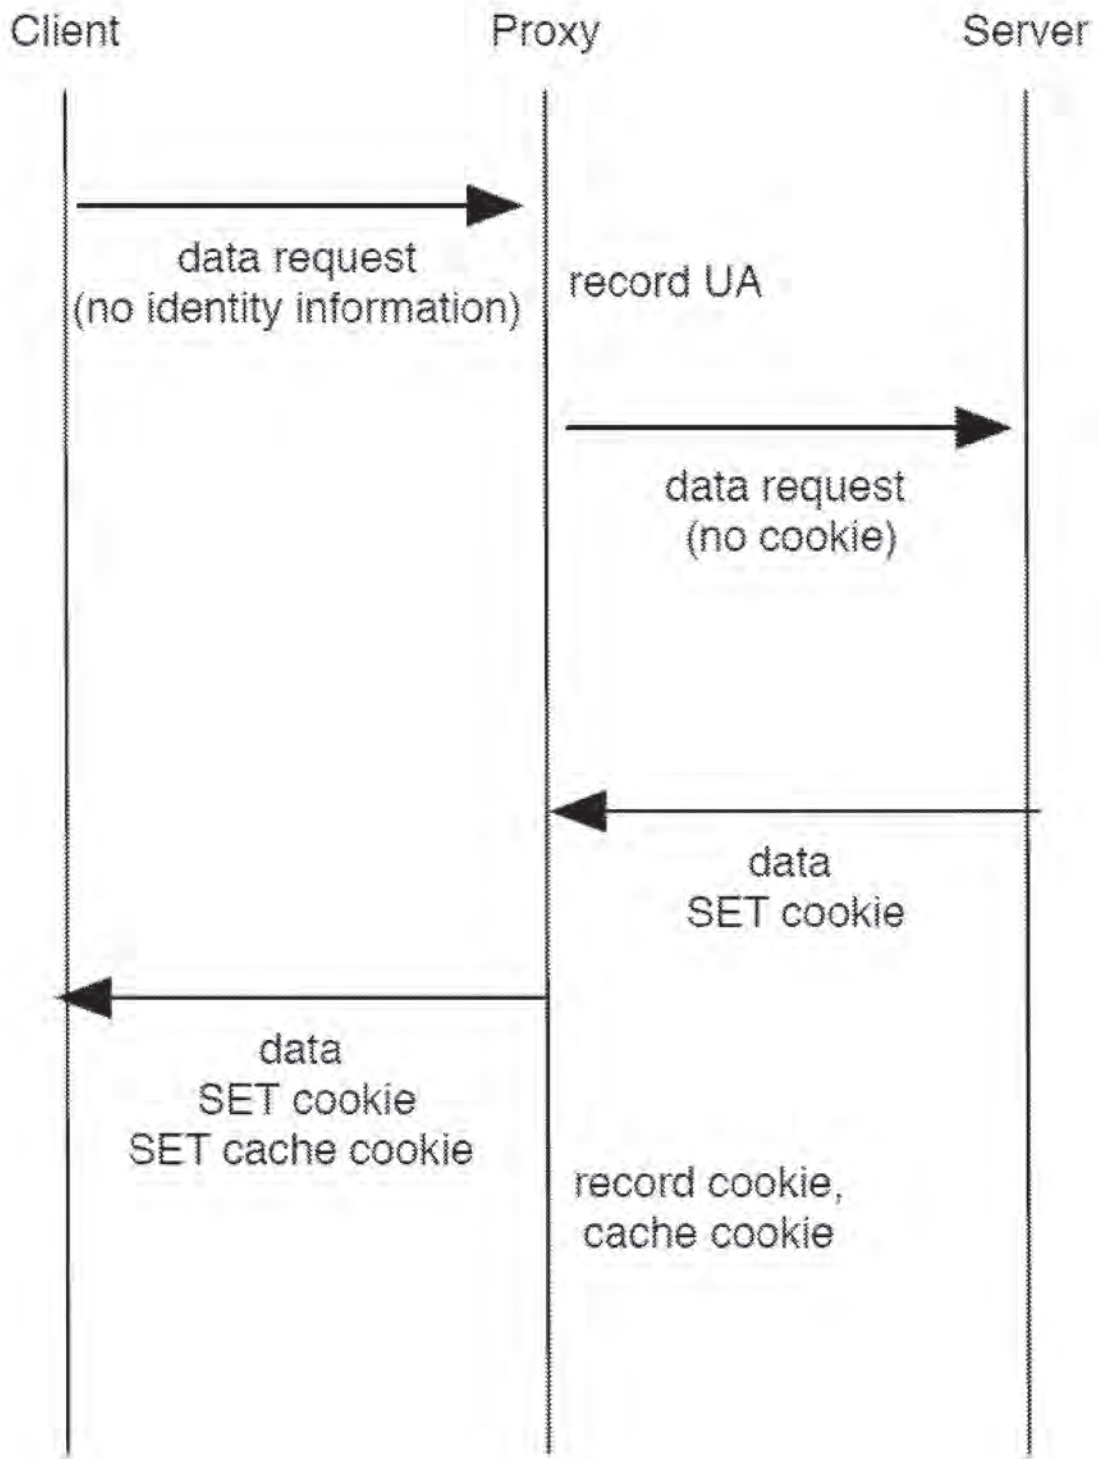 Client Proxy Server
data request
(no identity information)
record UA
data request
(no cookie)
data
SET cookie
data
SET cookie
SET cache cookie
record cookie,
cache cookie